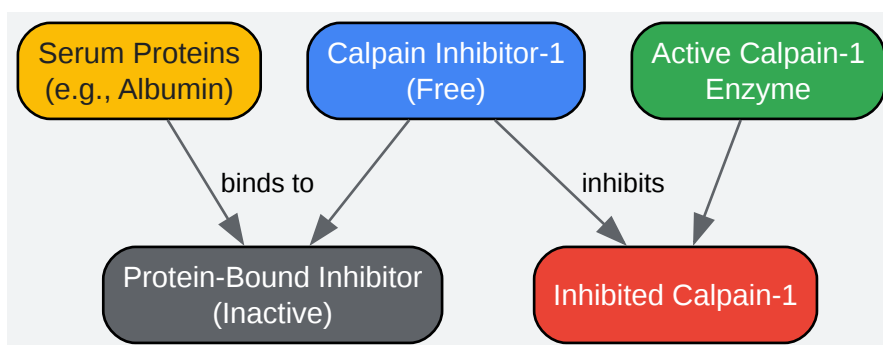 Serum Proteins
(e.g., Albumin)
Calpain Inhibitor-1
(Free)
Active Calpain-1
Enzyme
binds to
inhibits
Protein-Bound Inhibitor
(Inactive)
Inhibited Calpain-1